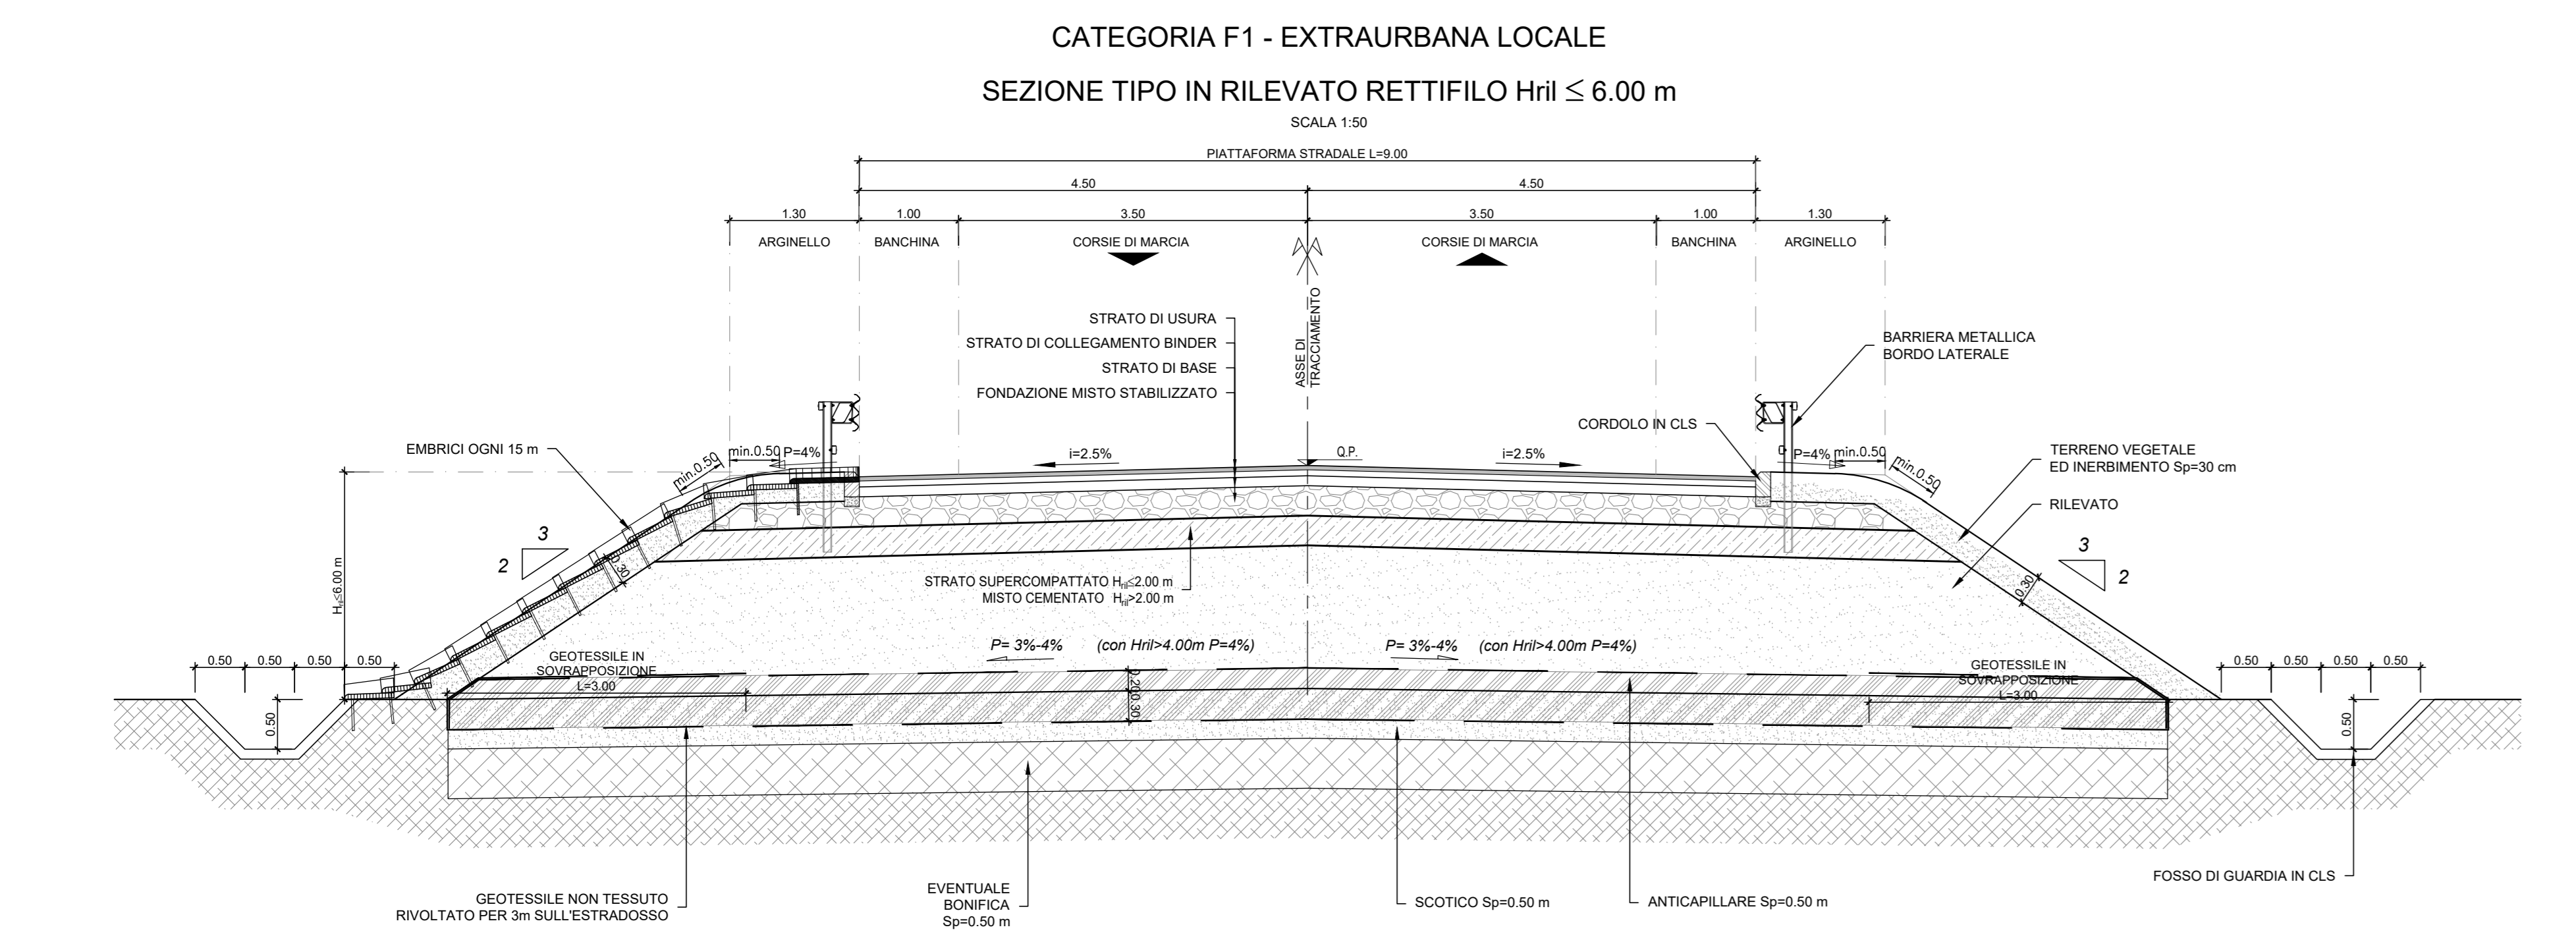 CATEGORIA F1 - EXTRAURBANA LOCALE
SEZIONE TIPO IN RILEVATO RETTIFILO Hril ≤ 6.00 m
SCALA 1:50
PIATTAFORMA STRADALE L=9.00
4.50 4.50
1.30 1.00 3.50 3.50 1.00 1.30
ARGINELLO BANCHINA CORSIE DI MARCIA CORSIE DI MARCIA BANCHINA ARGINELLO
ASSE DI
TRACCIAMENTO
STRATO DI USURA
STRATO DI COLLEGAMENTO BINDER
STRATO DI BASE
FONDAZIONE MISTO STABILIZZATO
BARRIERA METALLICA
BORDO LATERALE
CORDOLO IN CLS
EMBRICI OGNI 15 m
min.0.50 min.0.50 P=4% i=2.5% Q.P. i=2.5% P=4% min.0.50 min.0.50
TERRENO VEGETALE
ED INERBIMENTO Sp=30 cm
RILEVATO
3
2
0.30
3
2
0.30
Hril≤6.00 m
STRATO SUPERCOMPATTATO Hril≤2.00 m
MISTO CEMENTATO Hril>2.00 m
P= 3%-4% (con Hril>4.00m P=4%) P= 3%-4% (con Hril>4.00m P=4%)
GEOTESSILE IN
SOVRAPPOSIZIONE
L=3.00
GEOTESSILE IN
SOVRAPPOSIZIONE
L=3.00
0.50 0.50 0.50 0.50 0.50 0.50 0.50 0.50
0.20
0.30
0.50 0.50
GEOTESSILE NON TESSUTO
RIVOLTATO PER 3m SULL'ESTRADOSSO
EVENTUALE
BONIFICA
Sp=0.50 m
SCOTICO Sp=0.50 m
ANTICAPILLARE Sp=0.50 m
FOSSO DI GUARDIA IN CLS